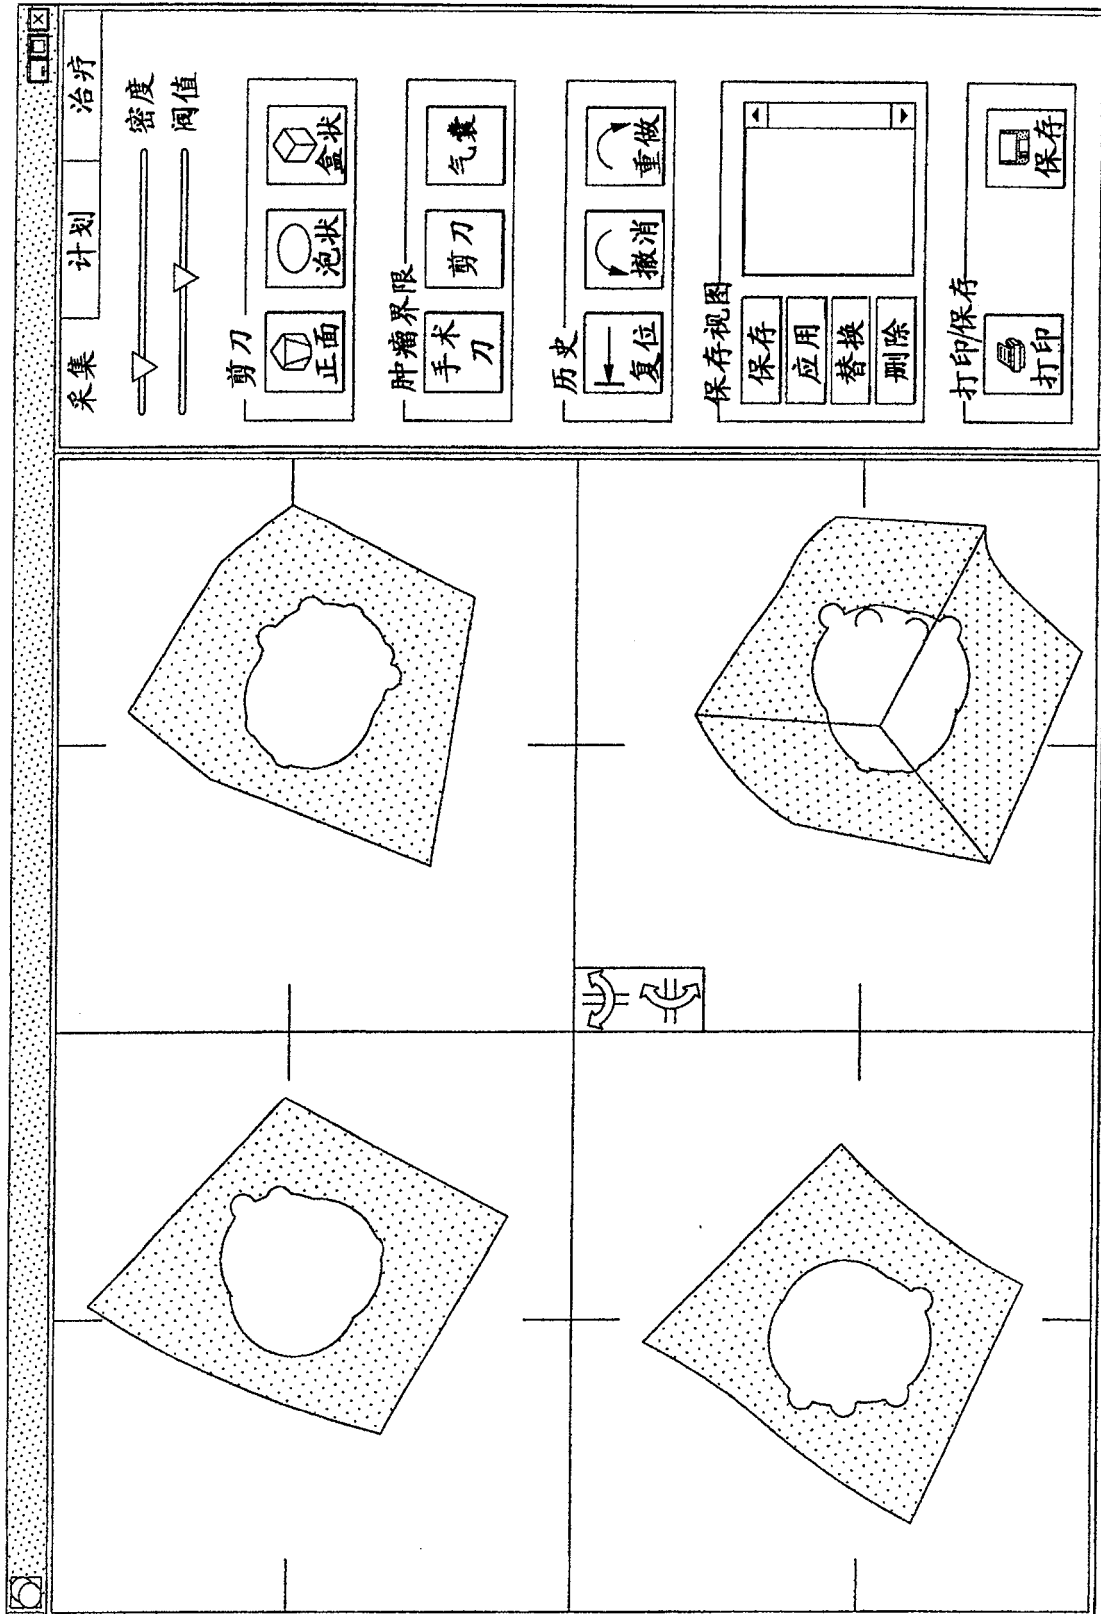 采集 计划 治疗
密度
阀值
剪刀
正面 泡状 盒状
肿瘤界限
手术
刀
剪刀
气囊
历史
复位 撤消 重做
保存视图
保存
应用
替换
删除
打印/保存
打印 保存